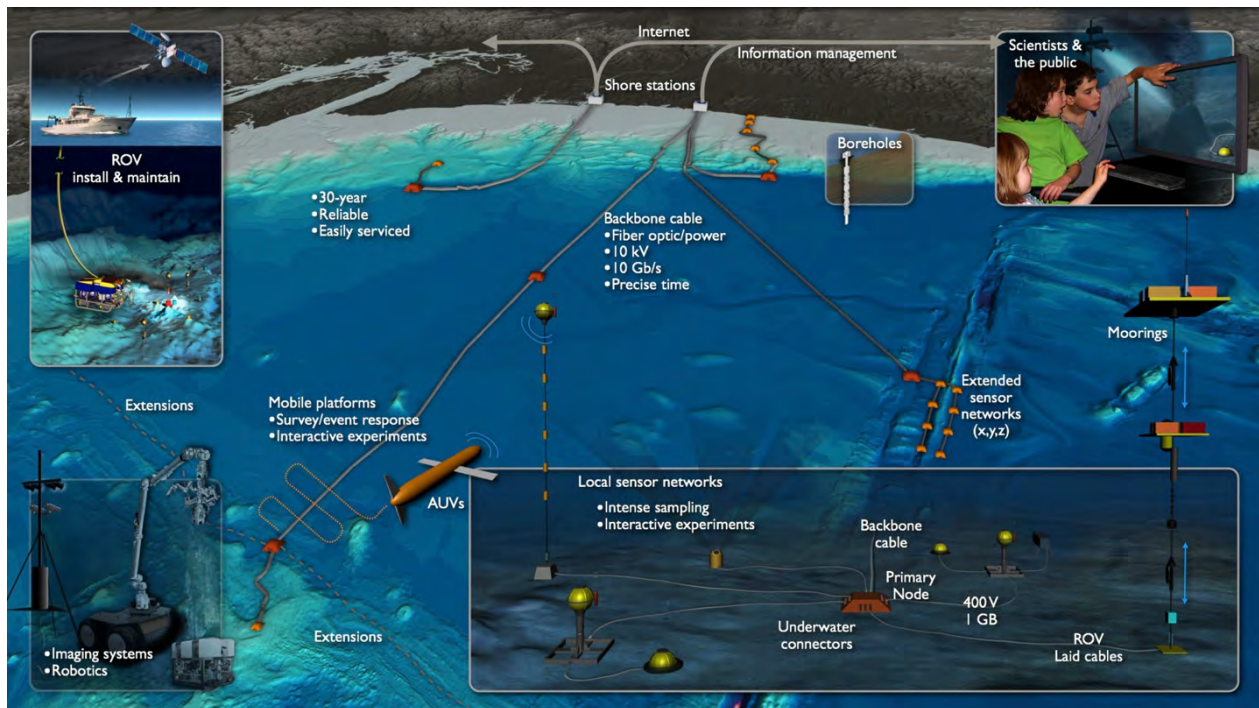 Internet
Information management
Shore stations
Scientists &
the public
ROV
install & maintain
Boreholes
•30-year
•Reliable
•Easily serviced
Backbone cable
•Fiber optic/power
•10 kV
•10 Gb/s
•Precise time
Moorings
Extensions
Mobile platforms
•Survey/event response
•Interactive experiments
Extended
sensor
networks
(x,y,z)
AUVs
Local sensor networks
•Intense sampling
•Interactive experiments
Backbone
cable
Primary
Node
400 V
1 GB
Underwater
connectors
ROV
Laid cables
Extensions
•Imaging systems
•Robotics